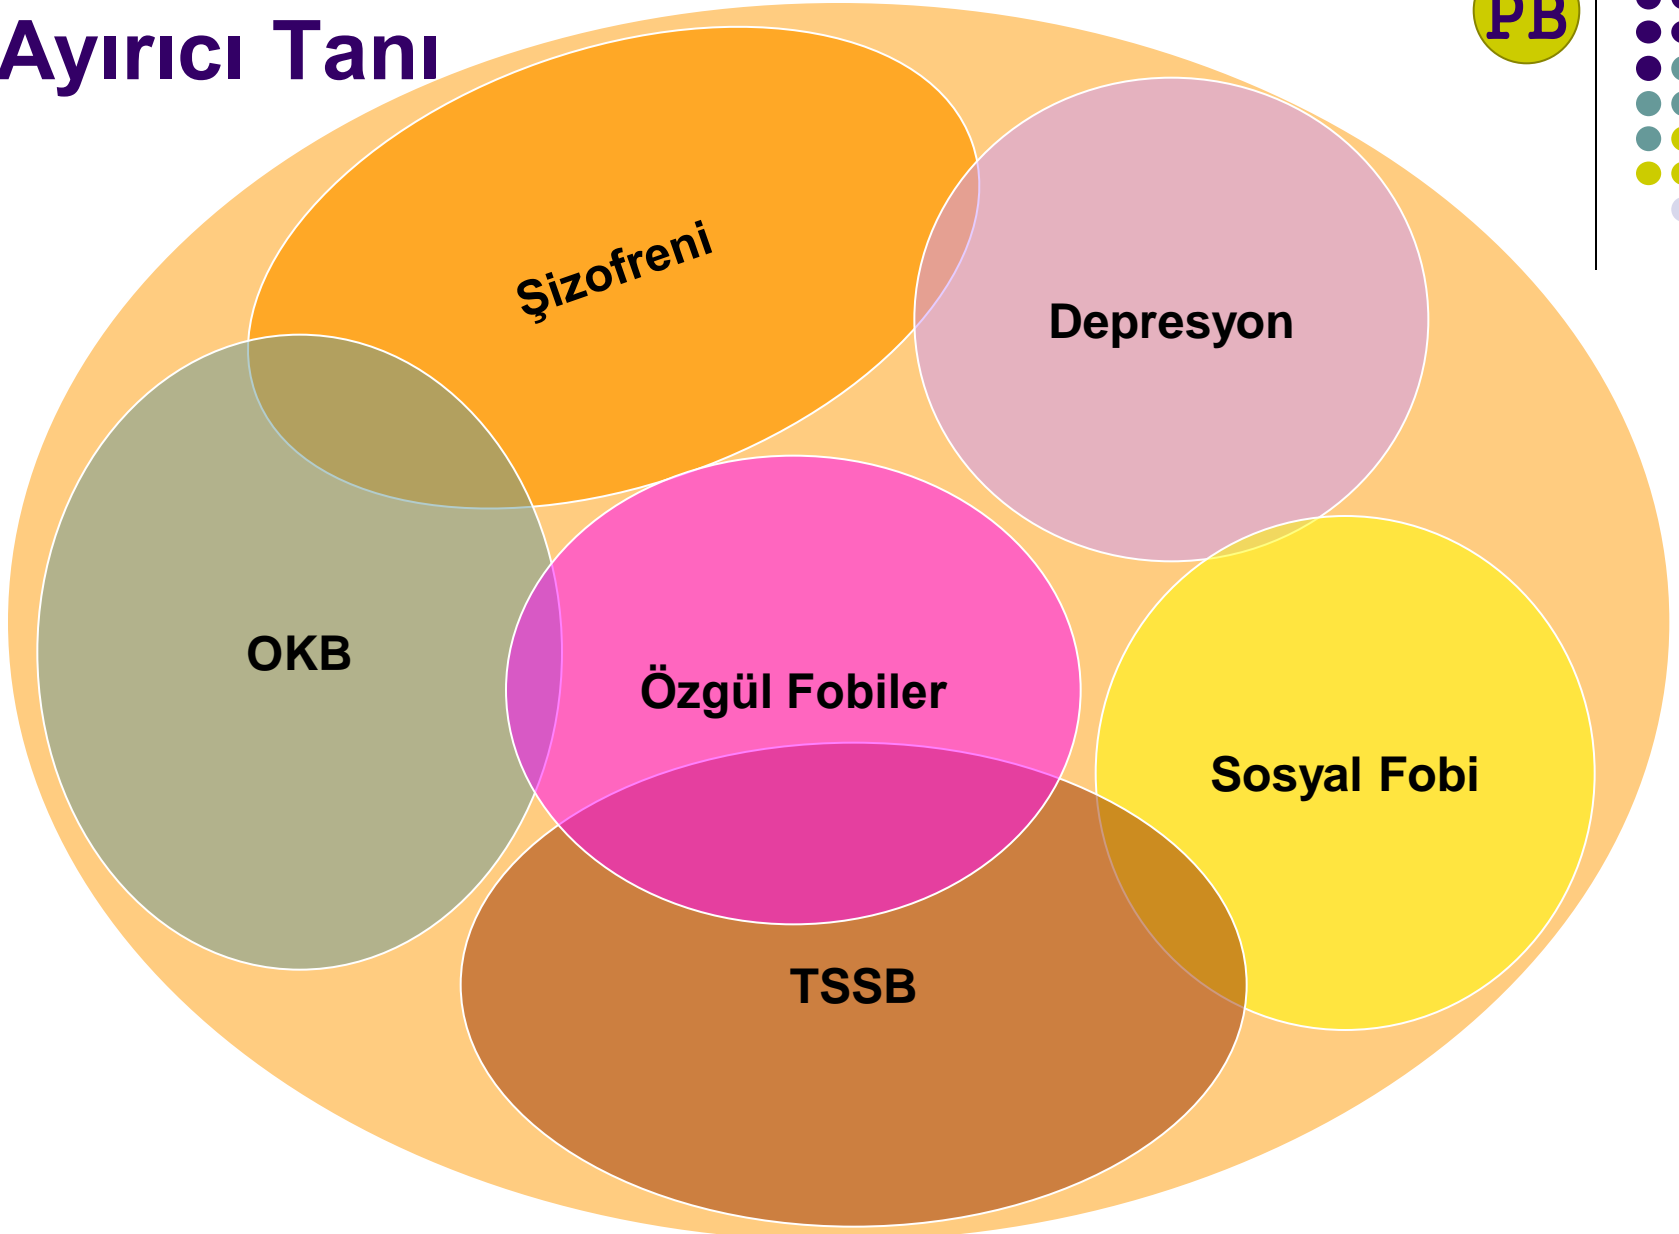 Ayırıcı Tanı
PB
Şizofreni
Depresyon
OKB
Özgül Fobiler
Sosyal Fobi
TSSB